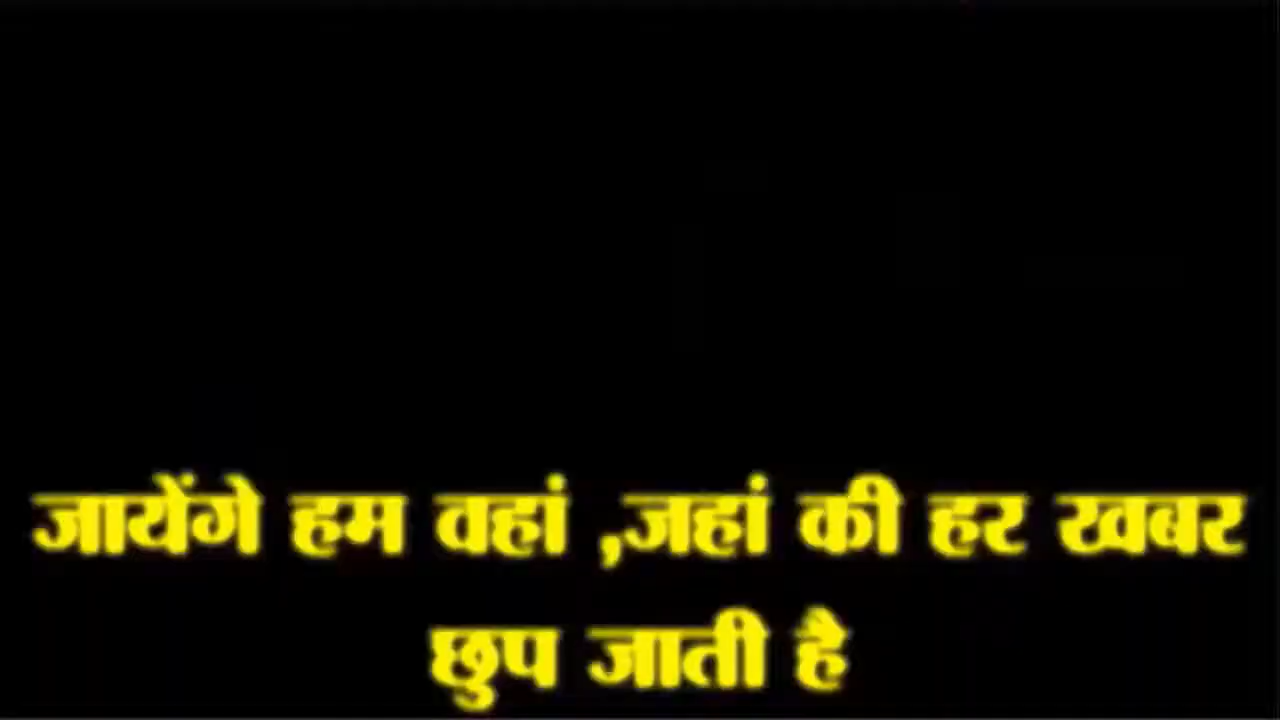 जायेंगे हम वहां ,जहां की हर खबर
छुप जाती है